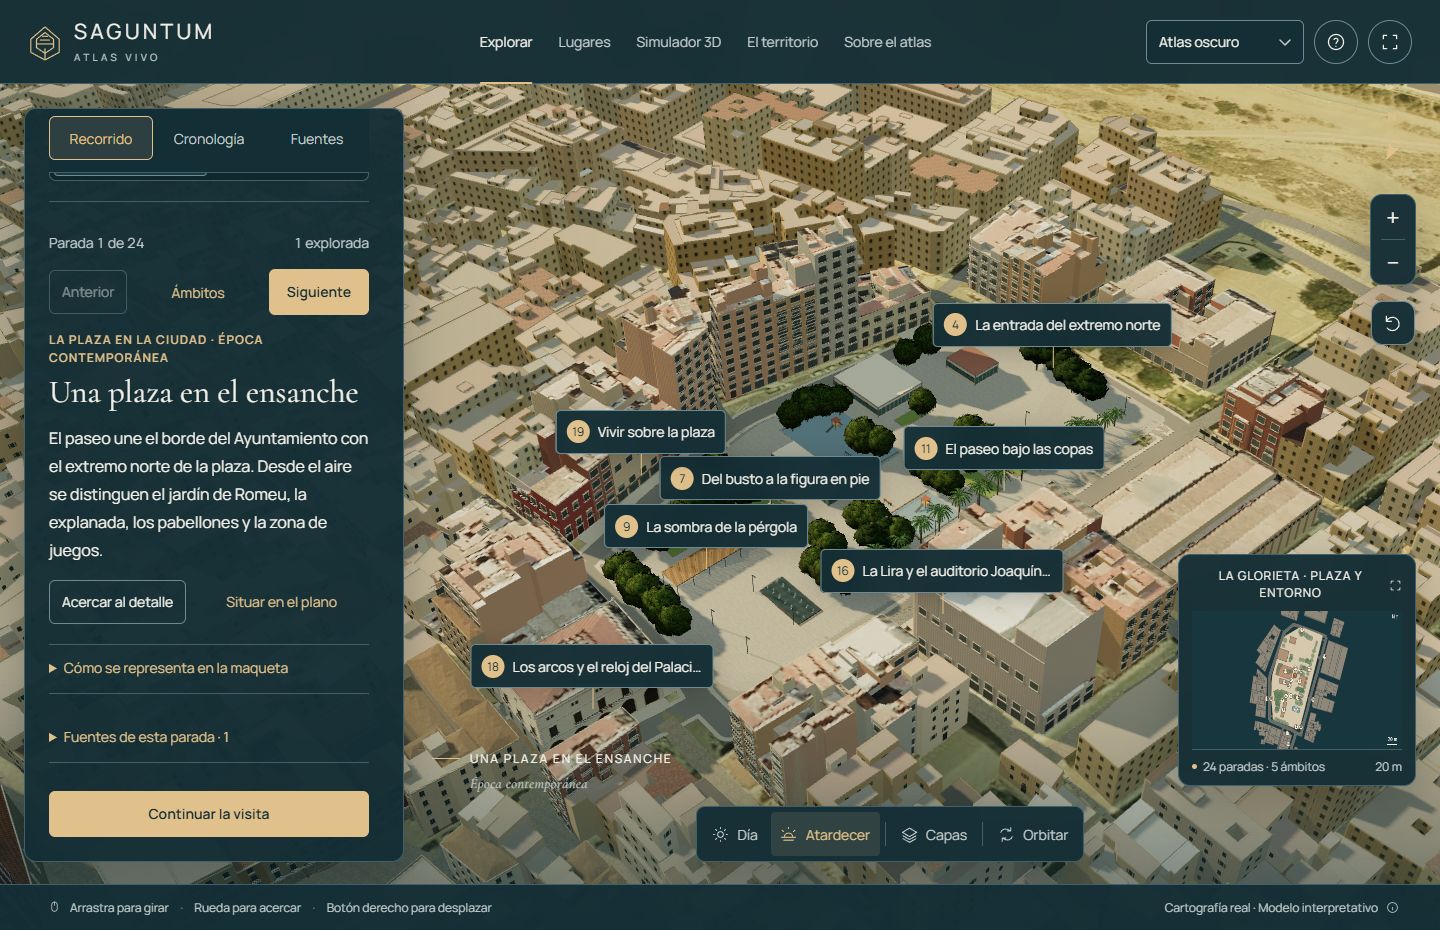 SAGUNTUM
ATLAS VIVO
Explorar
Lugares
Simulador 3D
El territorio
Sobre el atlas
Atlas oscuro
Recorrido
Cronología
Fuentes
Parada 1 de 24
1 explorada
Anterior
Ámbitos
Siguiente
LA PLAZA EN LA CIUDAD · ÉPOCA
CONTEMPORÁNEA
Una plaza en el ensanche
El paseo une el borde del Ayuntamiento con
el extremo norte de la plaza. Desde el aire
se distinguen el jardín de Romeu, la
explanada, los pabellones y la zona de
juegos.
Acercar al detalle
Situar en el plano
Cómo se representa en la maqueta
Fuentes de esta parada · 1
Continuar la visita
4 La entrada del extremo norte
19 Vivir sobre la plaza
11 El paseo bajo las copas
7 Del busto a la figura en pie
9 La sombra de la pérgola
16 La Lira y el auditorio Joaquín...
18 Los arcos y el reloj del Palaci...
UNA PLAZA EN EL ENSANCHE
Época contemporánea
+
−
LA GLORIETA · PLAZA Y
ENTORNO
24 paradas · 5 ámbitos
20 m
Día
Atardecer
Capas
Orbitar
Arrastra para girar · Rueda para acercar · Botón derecho para desplazar
Cartografía real · Modelo interpretativo